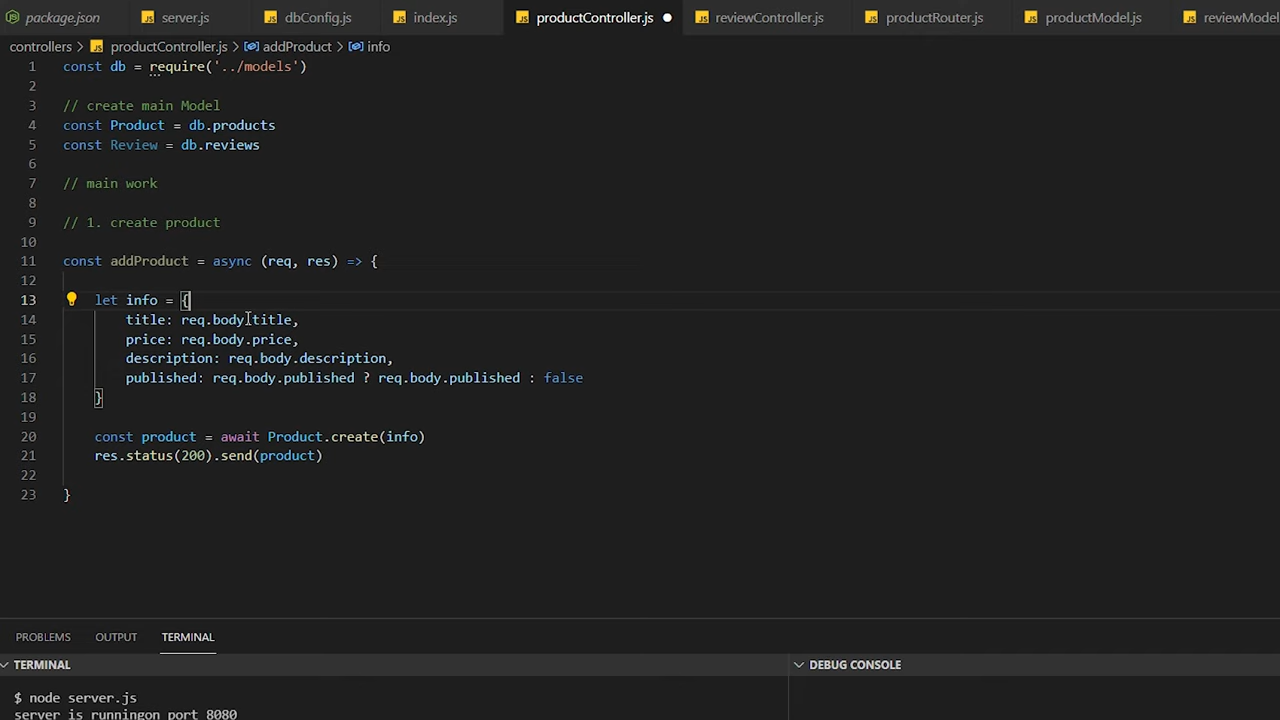 package.json server.js dbConfig.js index.js productController.js reviewController.js productRouter.js productModel.js reviewModel
controllers > productController.js > addProduct > info
1 const db = require('../models')
2
3 // create main Model
4 const Product = db.products
5 const Review = db.reviews
6
7 // main work
8
9 // 1. create product
10
11 const addProduct = async (req, res) => {
12
13 let info = {
14 title: req.body.title,
15 price: req.body.price,
16 description: req.body.description,
17 published: req.body.published ? req.body.published : false
18 }
19
20 const product = await Product.create(info)
21 res.status(200).send(product)
22
23 }
PROBLEMS OUTPUT TERMINAL
TERMINAL DEBUG CONSOLE
$ node server.js
server is runningon port 8080